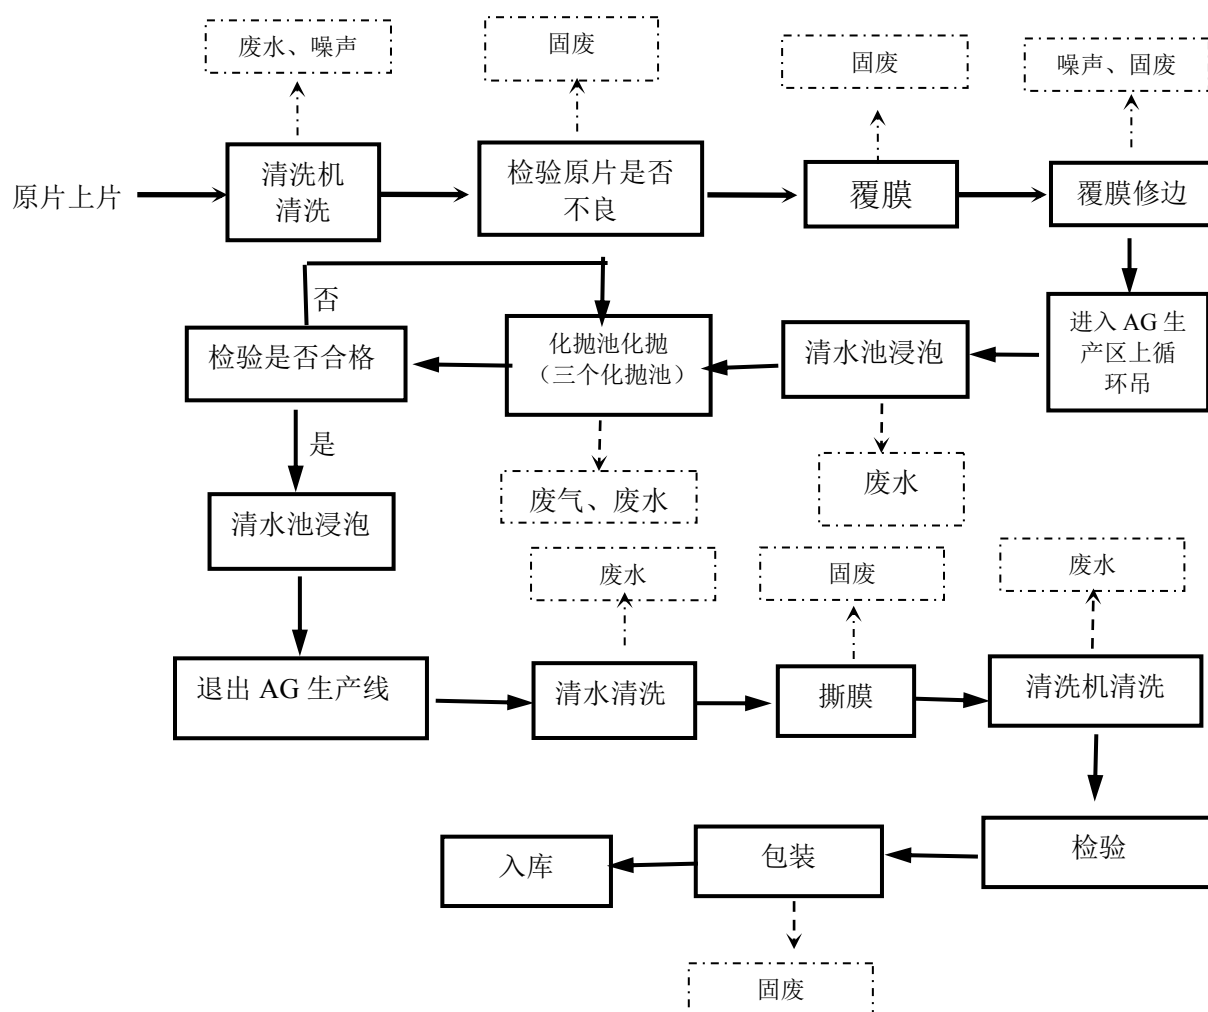 废水、噪声
固废
固废
噪声、固废
原片上片
清洗机
清洗
检验原片是否
不良
覆膜
覆膜修边
否
检验是否合格
化抛池化抛
（三个化抛池）
清水池浸泡
进入 AG 生
产区上循
环吊
是
废气、废水
废水
清水池浸泡
废水
固废
废水
退出 AG 生产线
清水清洗
撕膜
清洗机清洗
入库
包装
检验
固废